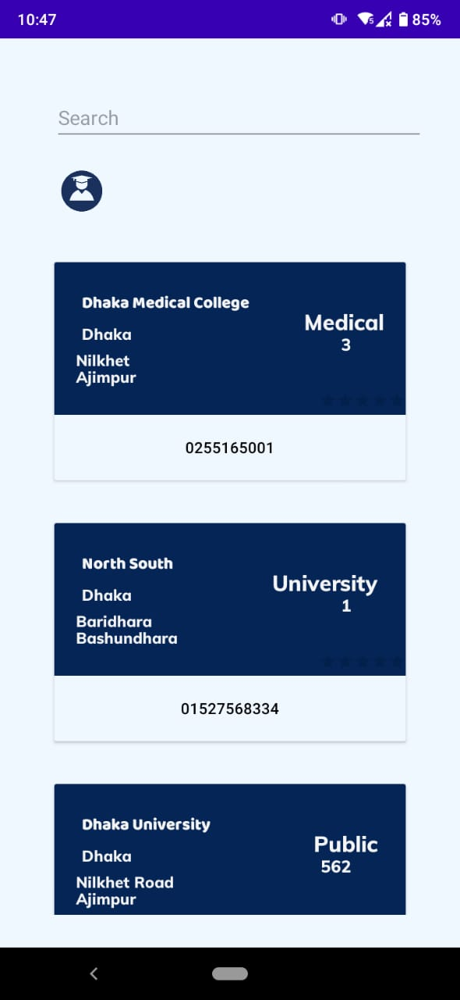 10:47
85%
Search
Dhaka Medical College
Dhaka
Medical
3
Nilkhet
Ajimpur
0255165001
North South
Dhaka
University
1
Baridhara
Bashundhara
01527568334
Dhaka University
Dhaka
Public
562
Nilkhet Road
Ajimpur